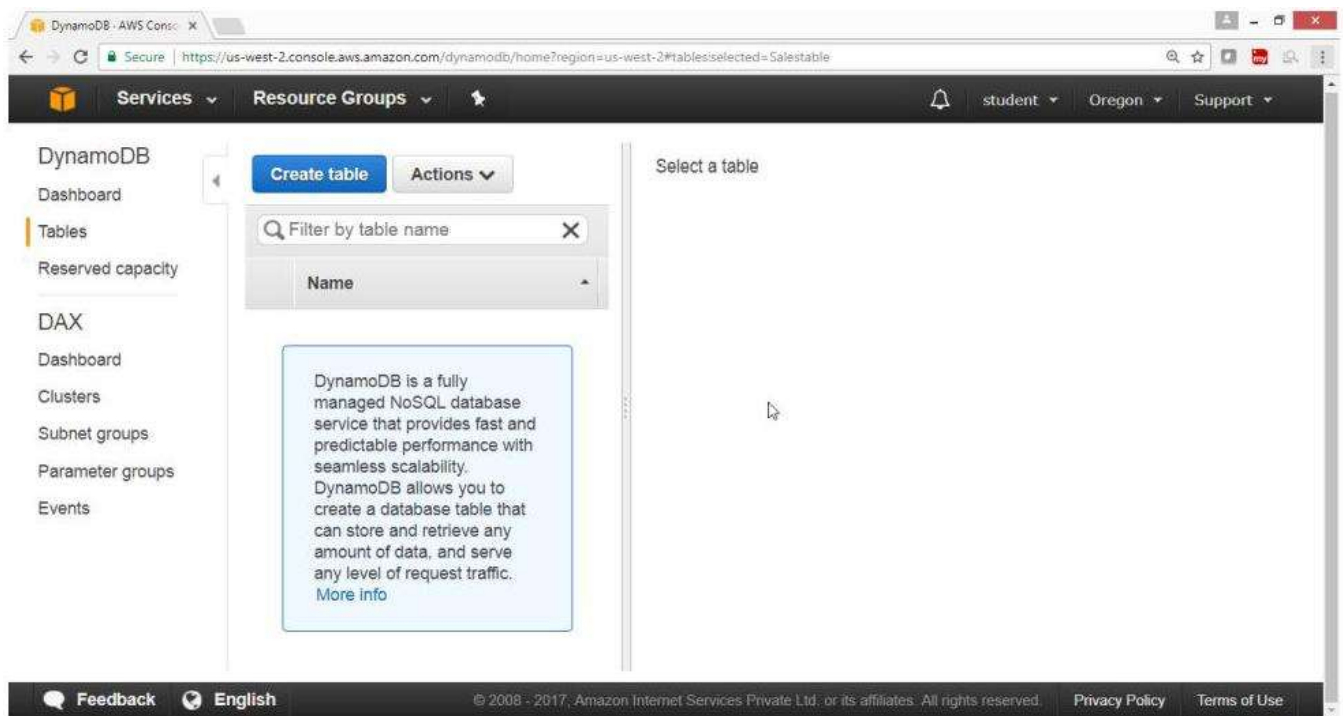 DynamoDB - AWS Conso
Secure | https://us-west-2.console.aws.amazon.com/dynamodb/home?region=us-west-2#tables:selected=Salestable
Services Resource Groups student Oregon Support
DynamoDB
Dashboard
Tables
Reserved capacity
DAX
Dashboard
Clusters
Subnet groups
Parameter groups
Events
Create table Actions
Filter by table name
Name
DynamoDB is a fully
managed NoSQL database
service that provides fast and
predictable performance with
seamless scalability.
DynamoDB allows you to
create a database table that
can store and retrieve any
amount of data, and serve
any level of request traffic.
More info
Select a table
Feedback English © 2008 - 2017, Amazon Internet Services Private Ltd. or its affiliates. All rights reserved. Privacy Policy Terms of Use